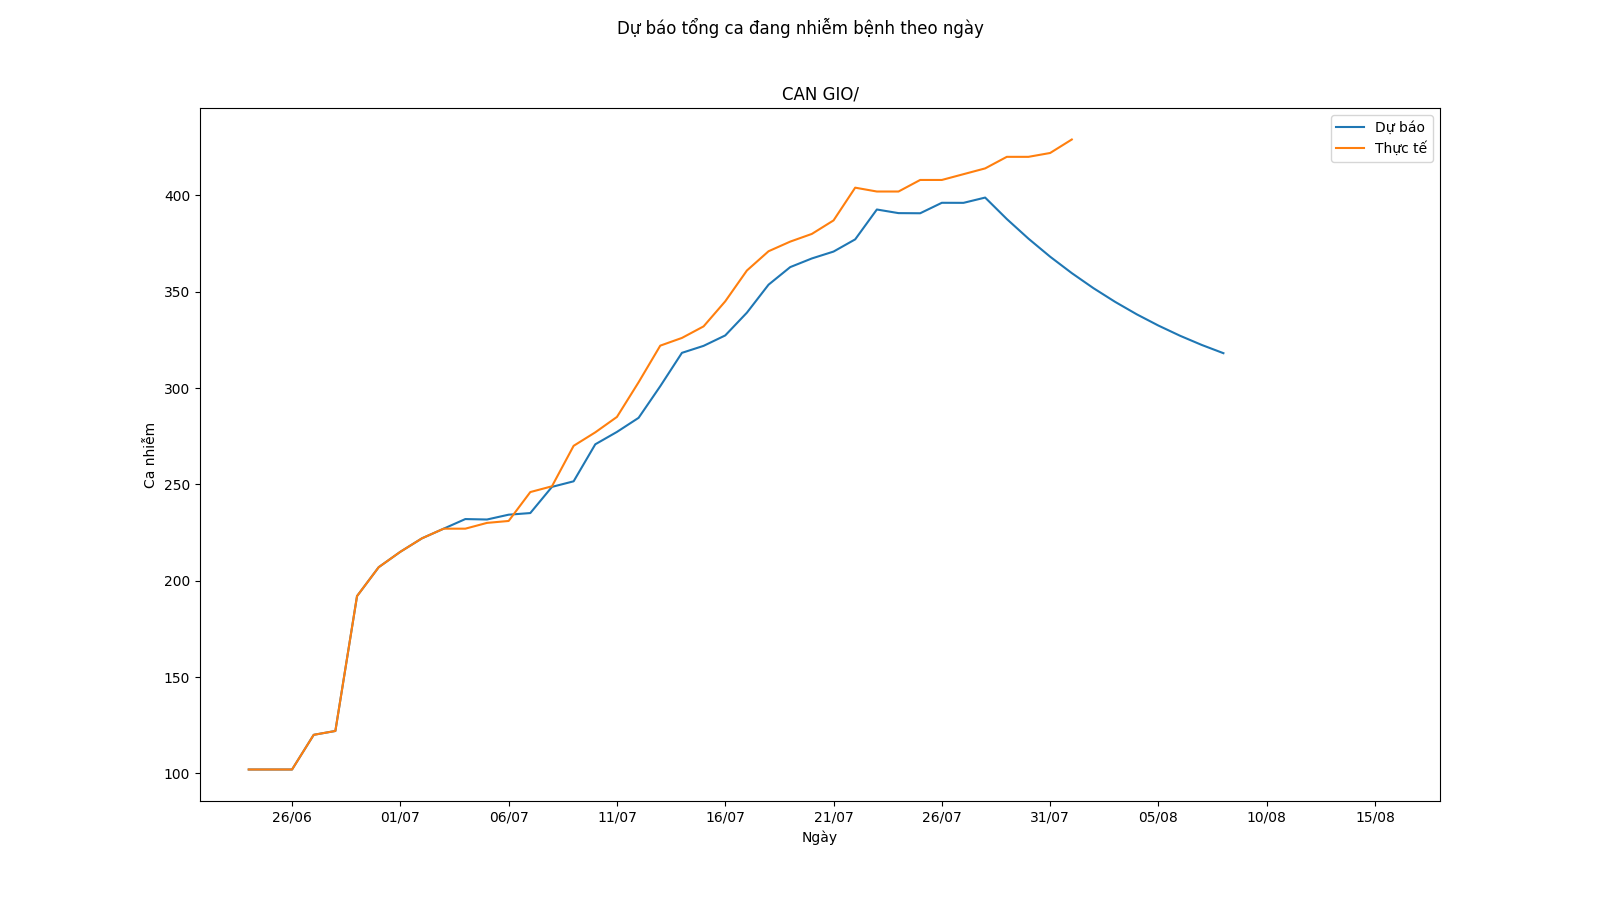 Dự báo tổng ca đang nhiễm bệnh theo ngày
CAN GIO/
Dự báo
Thực tế
400
350
300
250
200
150
100
Ca nhiễm
26/06 01/07 06/07 11/07 16/07 21/07 26/07 31/07 05/08 10/08 15/08
Ngày